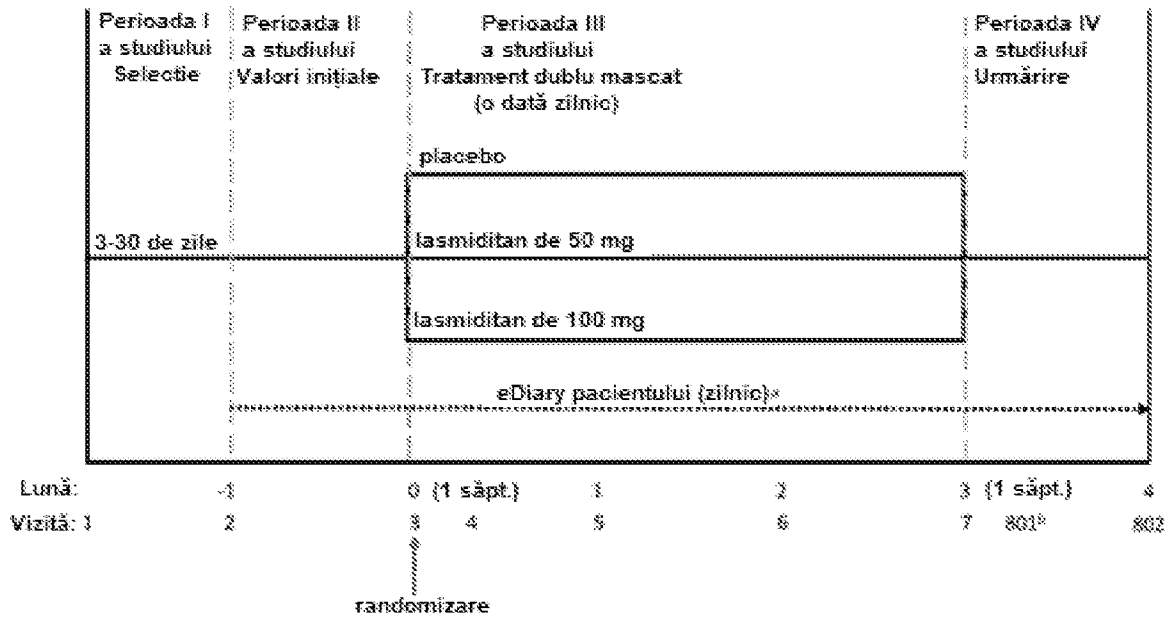 Perioada I
a studiului
Selectie
Perioada II
a studiului
Valori inițiale
Perioada III
a studiului
Tratament dublu mascat
(o dată zilnic)
Perioada IV
a studiului
Urmărire
placebo
3-30 de zile
lasmiditan de 50 mg
lasmiditan de 100 mg
eDiary pacientului (zilnic)ª
Lună: -1 0 (1 săpt.) 1 2 3 (1 săpt.) 4
Vizită: 1 2 3 4 5 6 7 801ᵇ 802
randomizare